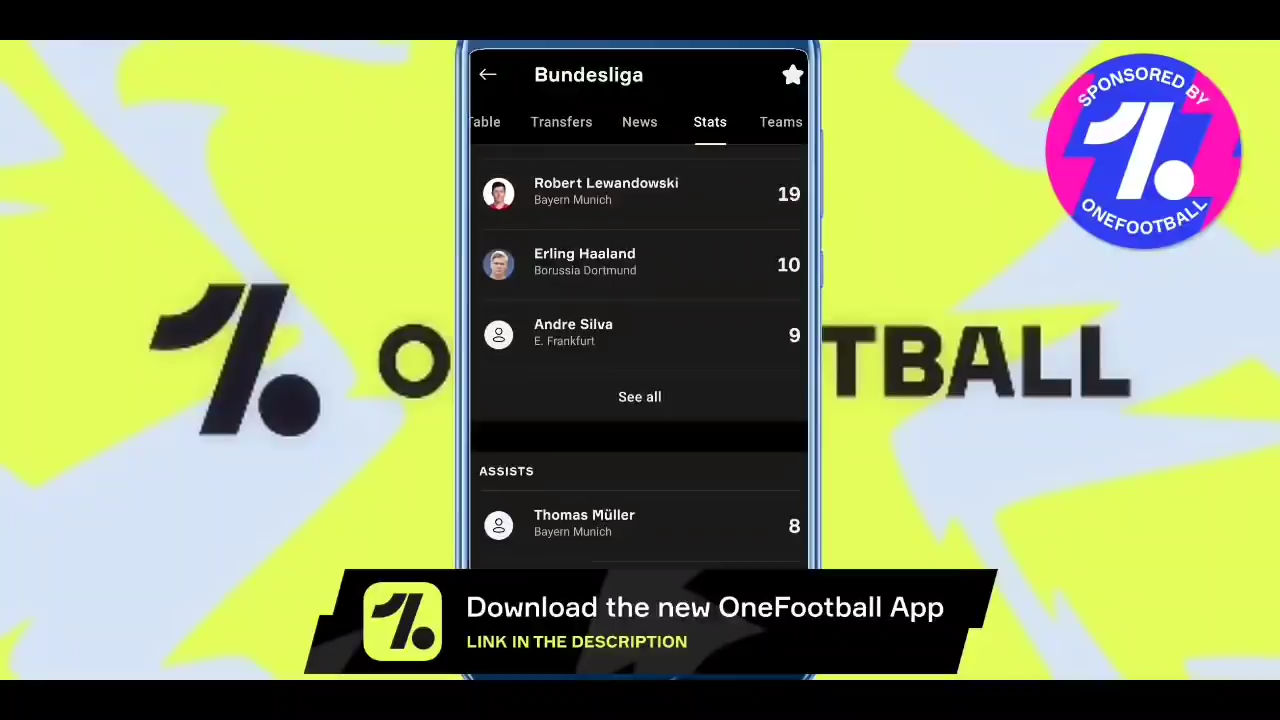 Bundesliga
Table Transfers News Stats Teams
Robert Lewandowski
Bayern Munich
19
Erling Haaland
Borussia Dortmund
10
Andre Silva
E. Frankfurt
9
See all
ASSISTS
Thomas Müller
Bayern Munich
8
SPONSORED BY
ONEFOOTBALL
O TBALL
Download the new OneFootball App
LINK IN THE DESCRIPTION